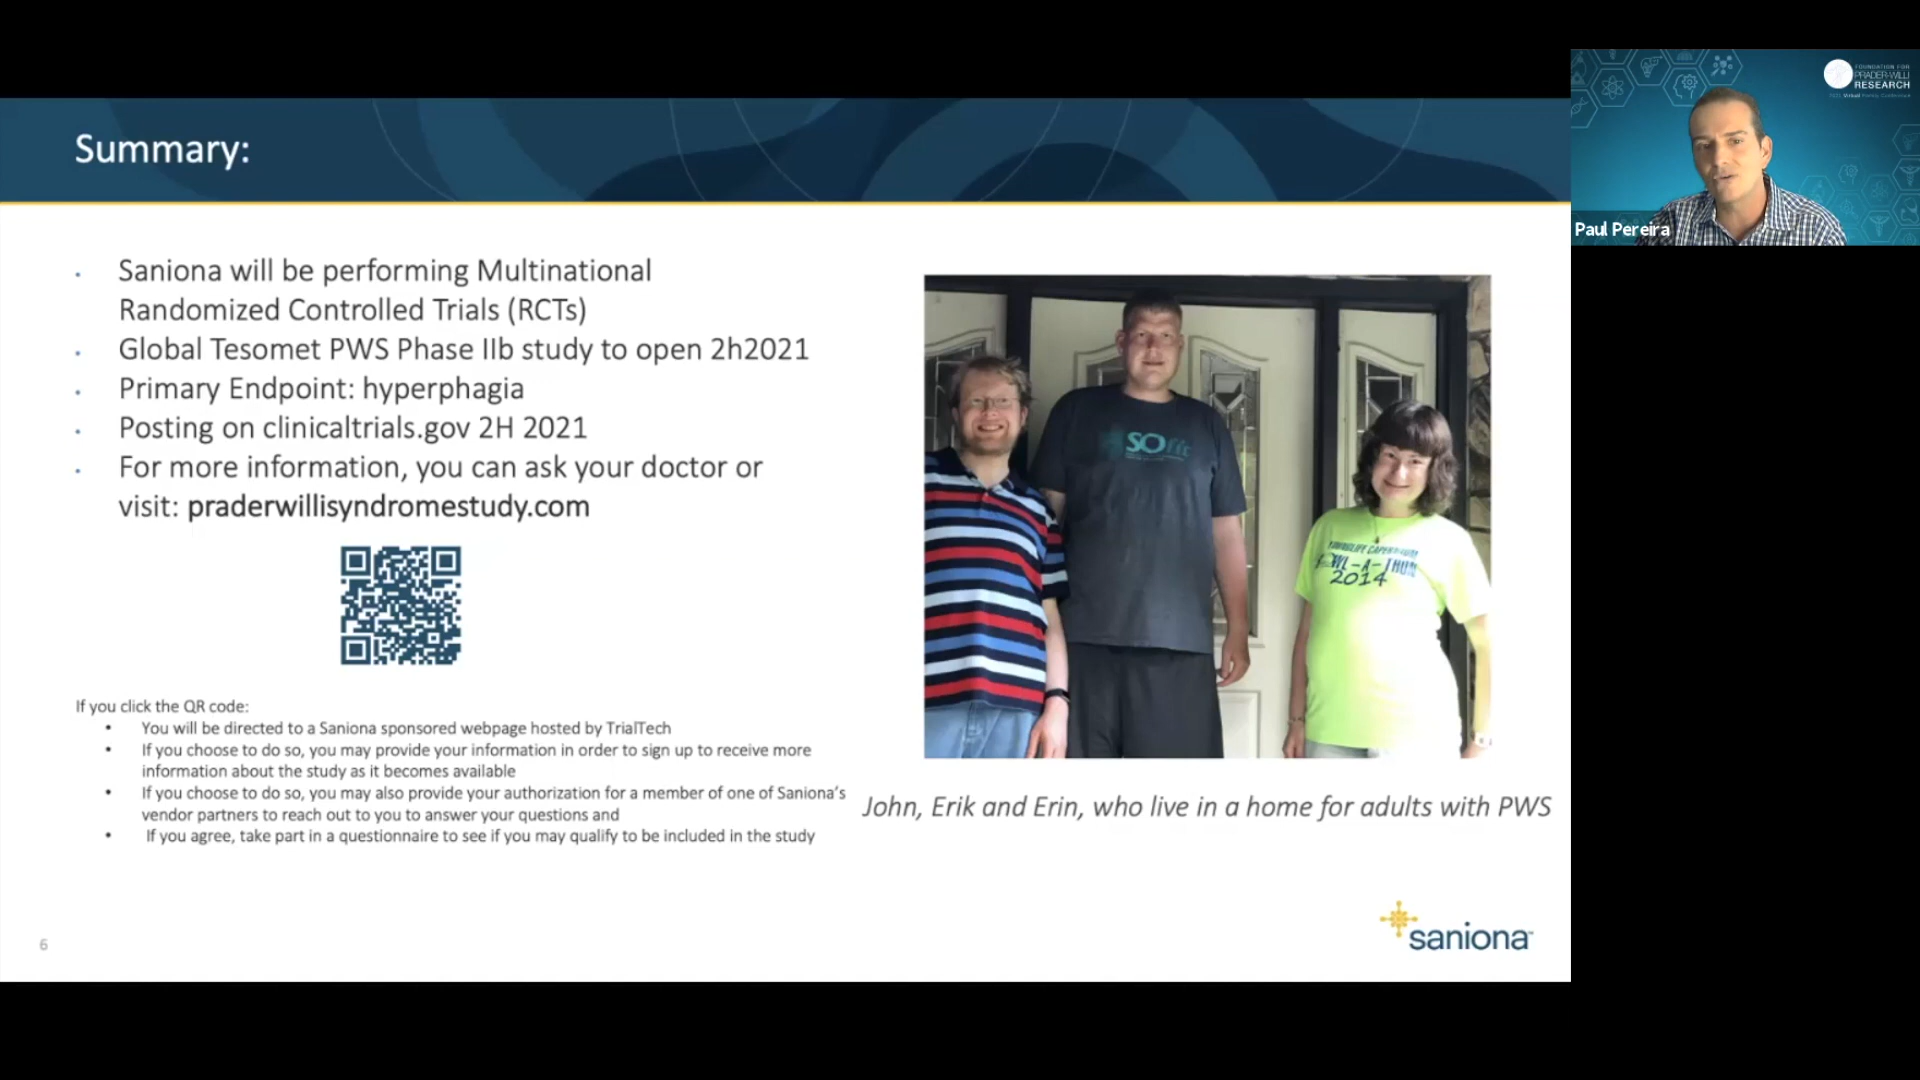 Summary:
Saniona will be performing Multinational
Randomized Controlled Trials (RCTs)
Global Tesomet PWS Phase IIb study to open 2h2021
Primary Endpoint: hyperphagia
Posting on clinicaltrials.gov 2H 2021
For more information, you can ask your doctor or
visit: praderwillisyndromestudy.com
If you click the QR code:
You will be directed to a Saniona sponsored webpage hosted by TrialTech
If you choose to do so, you may provide your information in order to sign up to receive more
information about the study as it becomes available
If you choose to do so, you may also provide your authorization for a member of one of Saniona's
vendor partners to reach out to you to answer your questions and
If you agree, take part in a questionnaire to see if you may qualify to be included in the study
6
SO
2014
John, Erik and Erin, who live in a home for adults with PWS
saniona
FOUNDATION FOR
PRADER-WILLI
RESEARCH
Paul Pereira